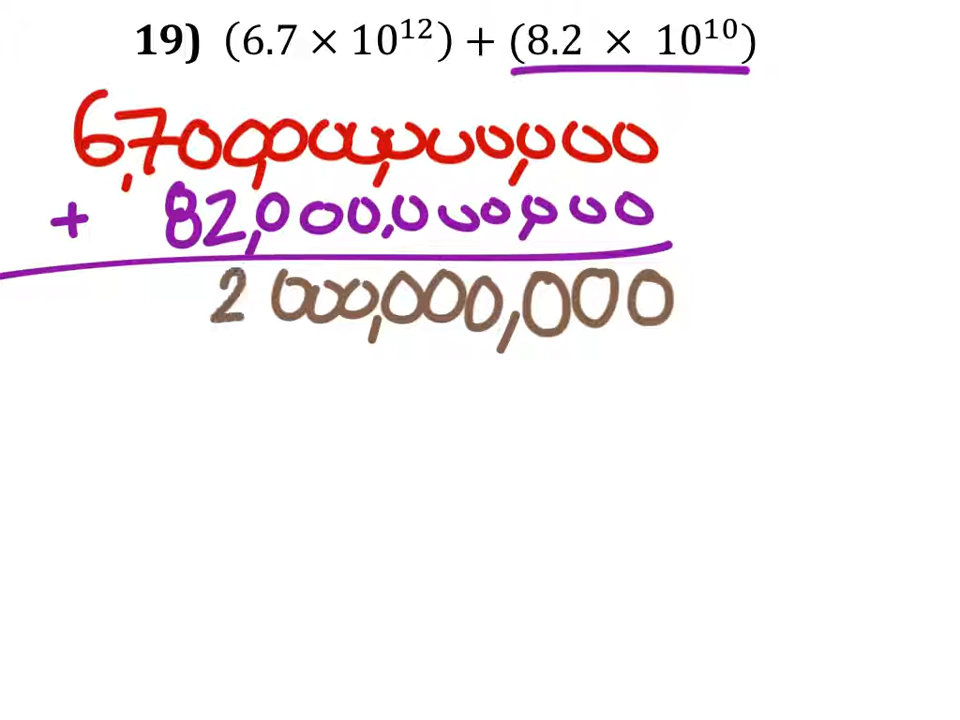 19) (6.7 × 10¹²) + (8.2 × 10¹⁰)
6,700,000,000,000
+ 82,000,000,000
2 000,000,000